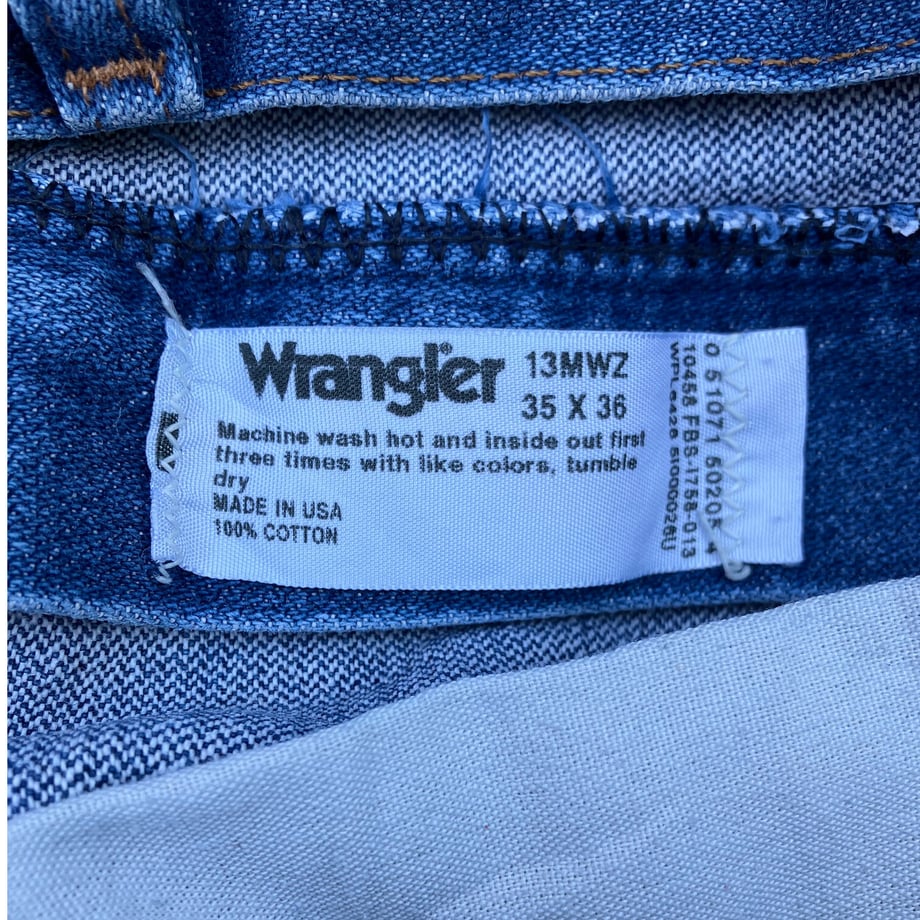 Wrangler® 13MWZ
35 X 36
Machine wash hot and inside out first
three times with like colors, tumble
dry
MADE IN USA
100% COTTON
0 51071 5020 4
10458 FBS-1758-013